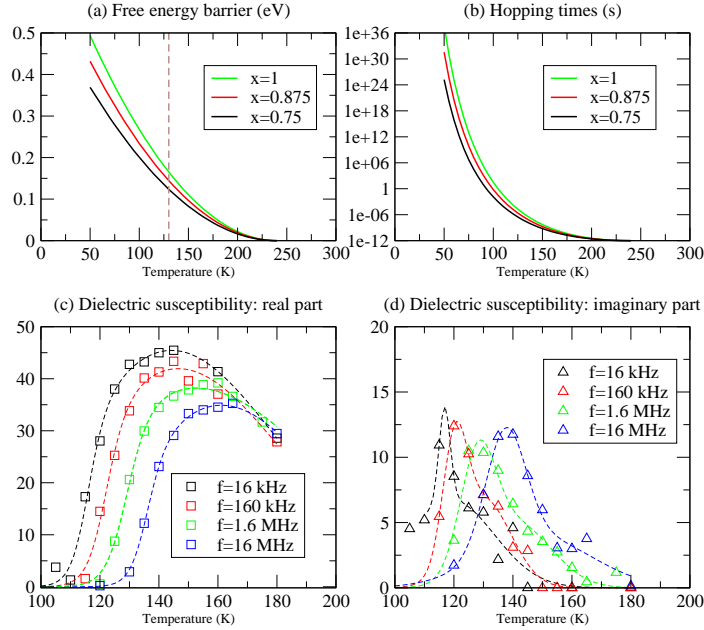 (a) Free energy barrier (eV)
(b) Hopping times (s)
0.5
0.4
0.3
0.2
0.1
0
x=1
x=0.875
x=0.75
0 50 100 150 200 250 300
Temperature (K)
1e+36
1e+30
1e+24
1e+18
1e+12
1e+06
1
1e-06
1e-12
x=1
x=0.875
x=0.75
0 50 100 150 200 250 300
Temperature (K)
(c) Dielectric susceptibility: real part
(d) Dielectric susceptibility: imaginary part
50
40
30
20
10
0
f=16 kHz
f=160 kHz
f=1.6 MHz
f=16 MHz
100 120 140 160 180 200
Temperature (K)
25
20
15
10
5
0
f=16 kHz
f=160 kHz
f=1.6 MHz
f=16 MHz
120 140 160 180 200
Temperature (K)